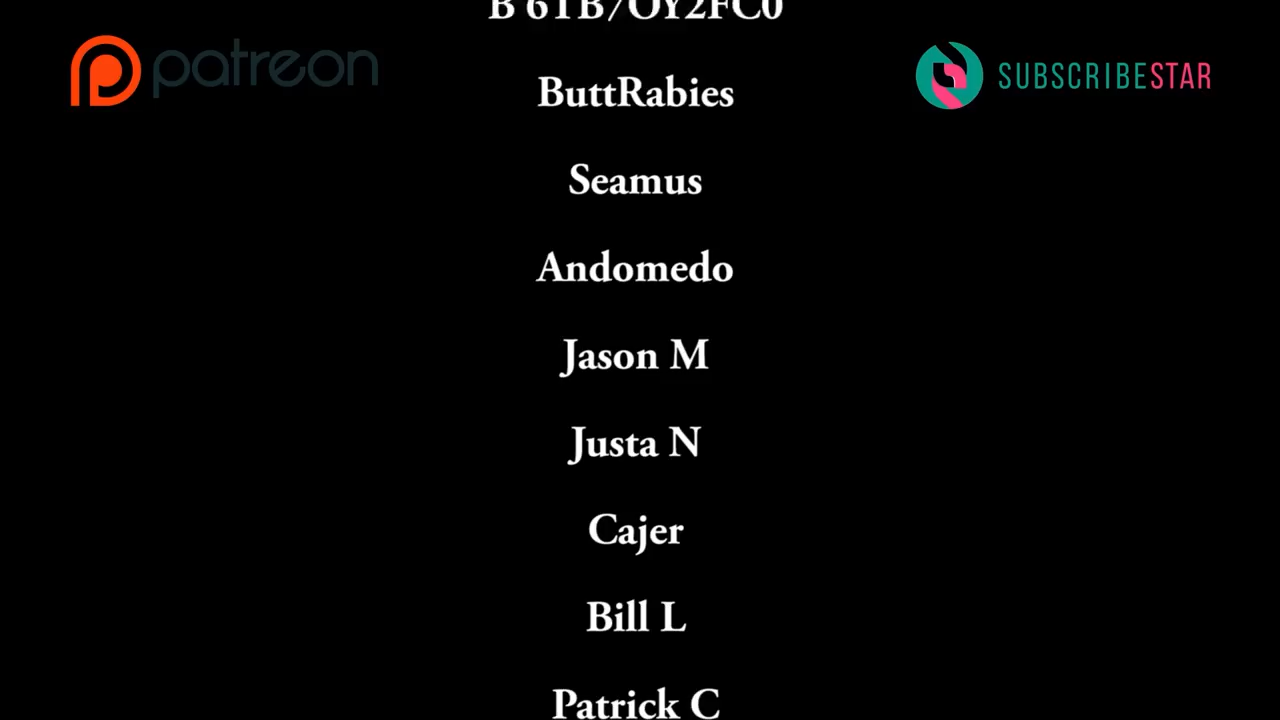 patreon
SUBSCRIBESTAR
ButtRabies
Seamus
Andomedo
Jason M
Justa N
Cajer
Bill L
Patrick C